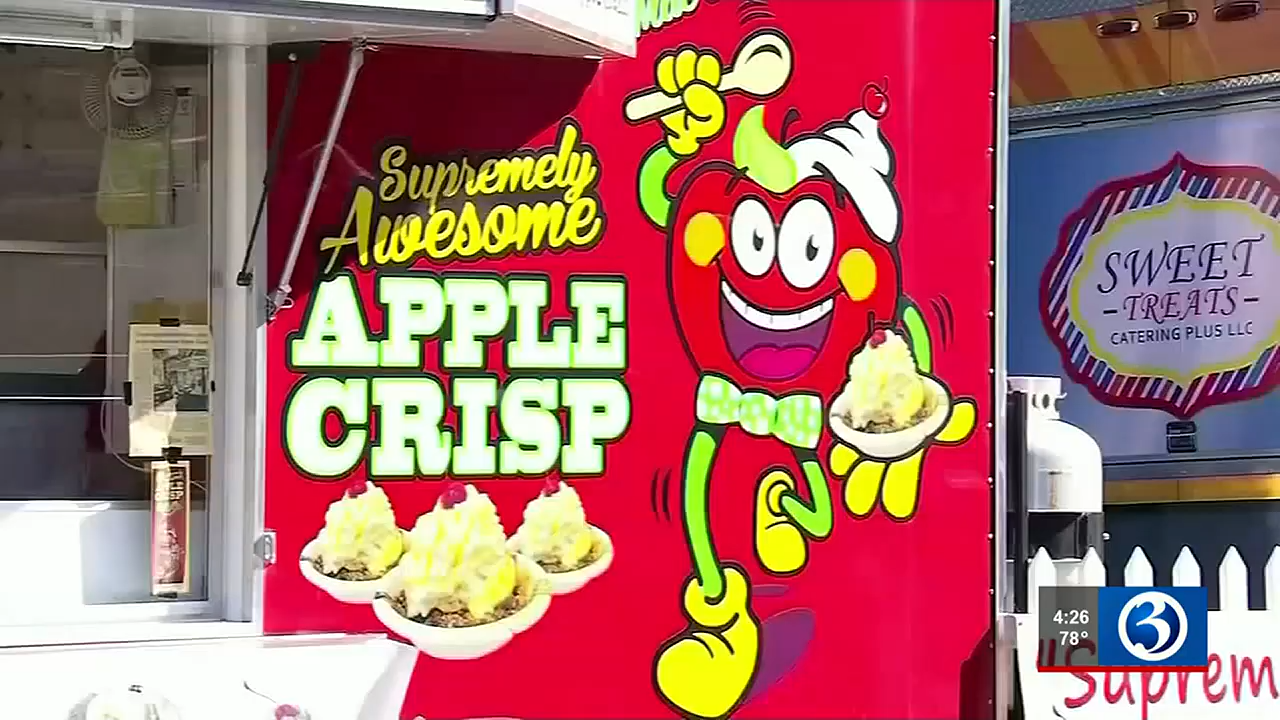 Supremely
Awesome
APPLE
CRISP
SWEET
-TREATS-
CATERING PLUS LLC
4:26
78°
3
"Suprem